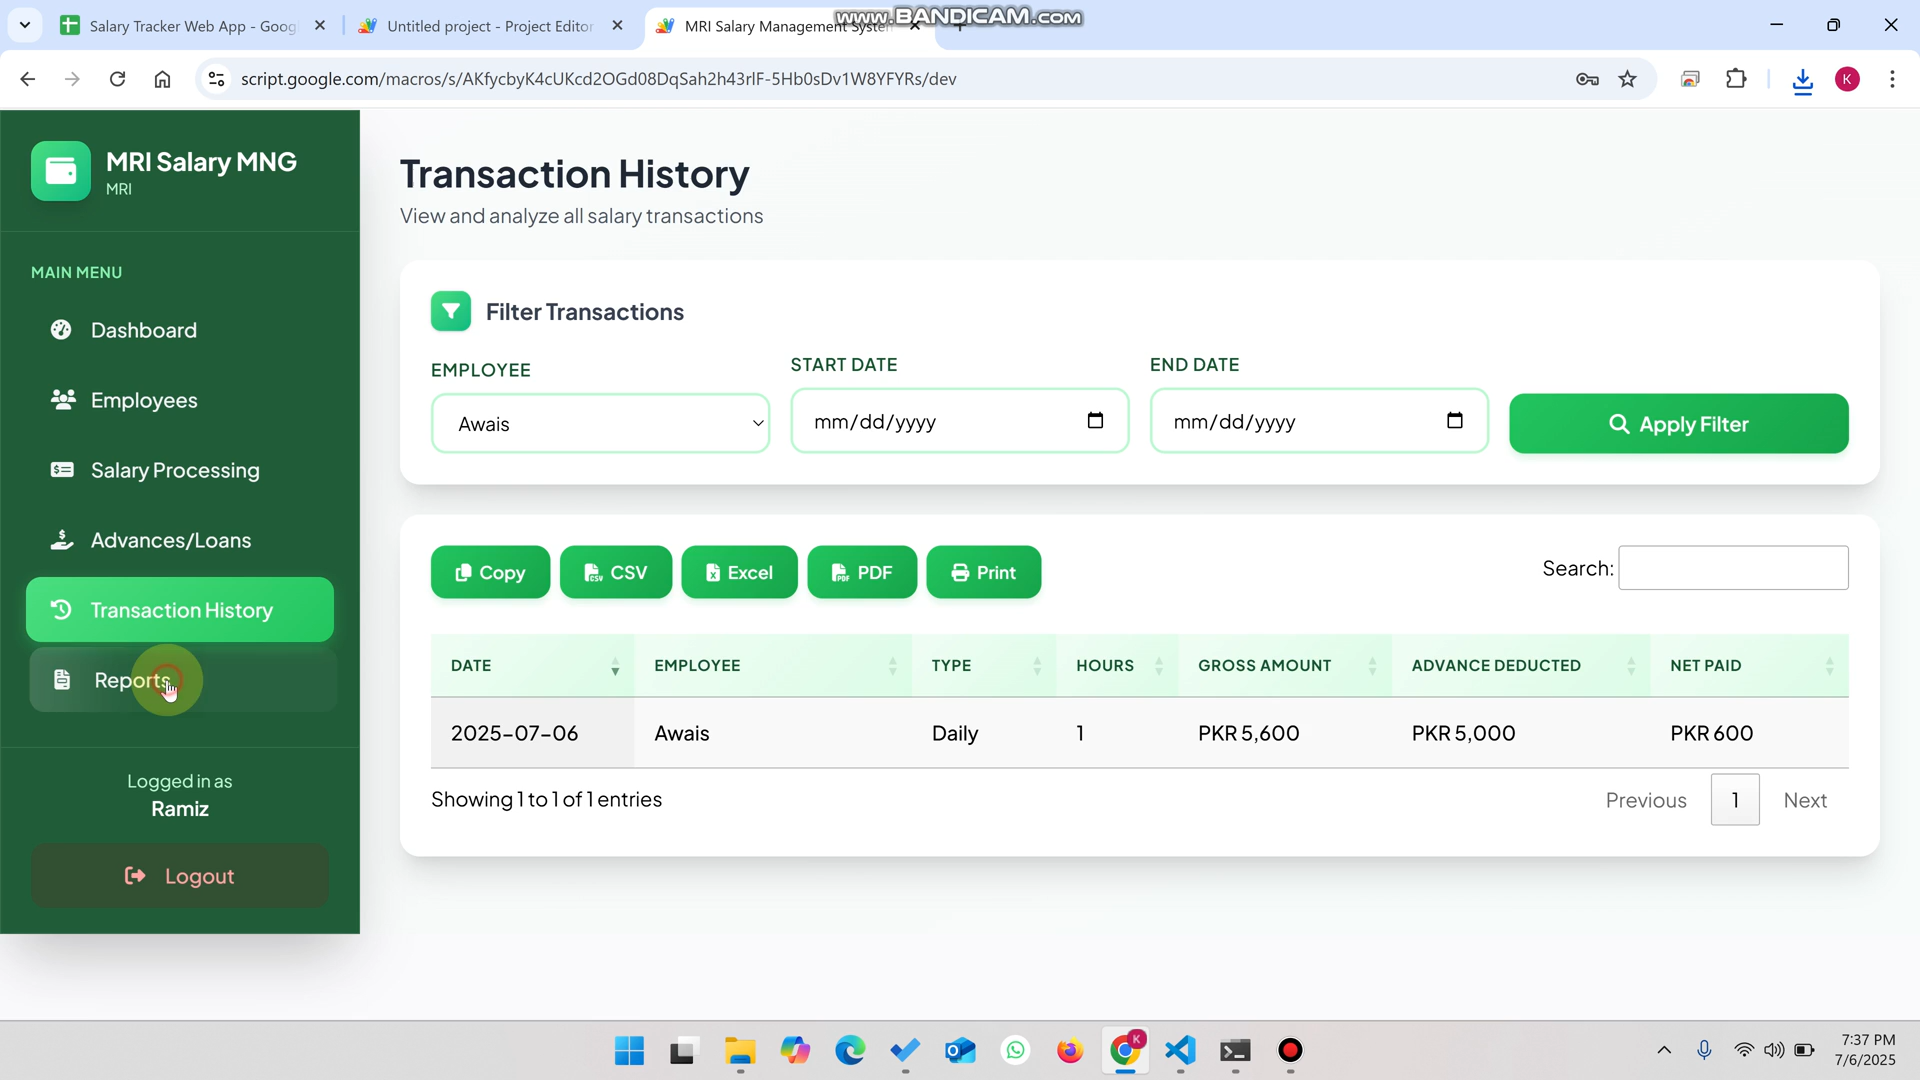 Salary Tracker Web App - Goog
Untitled project - Project Editor
MRI Salary Management System
www.BANDICAM.com
script.google.com/macros/s/AKfycbyK4cUKcd2OGd08DqSah2h43rlF-5Hb0sDv1W8YFYRs/dev
K
MRI Salary MNG
MRI
MAIN MENU
Dashboard
Employees
Salary Processing
Advances/Loans
Transaction History
Reports
Logged in as
Ramiz
Logout
Transaction History
View and analyze all salary transactions
Filter Transactions
EMPLOYEE
START DATE
END DATE
Awais
mm/dd/yyyy
mm/dd/yyyy
Apply Filter
Copy
CSV
Excel
PDF
Print
Search:
DATE EMPLOYEE TYPE HOURS GROSS AMOUNT ADVANCE DEDUCTED NET PAID
2025-07-06 Awais Daily 1 PKR 5,600 PKR 5,000 PKR 600
Showing 1 to 1 of 1 entries
Previous 1 Next
7:37 PM
7/6/2025